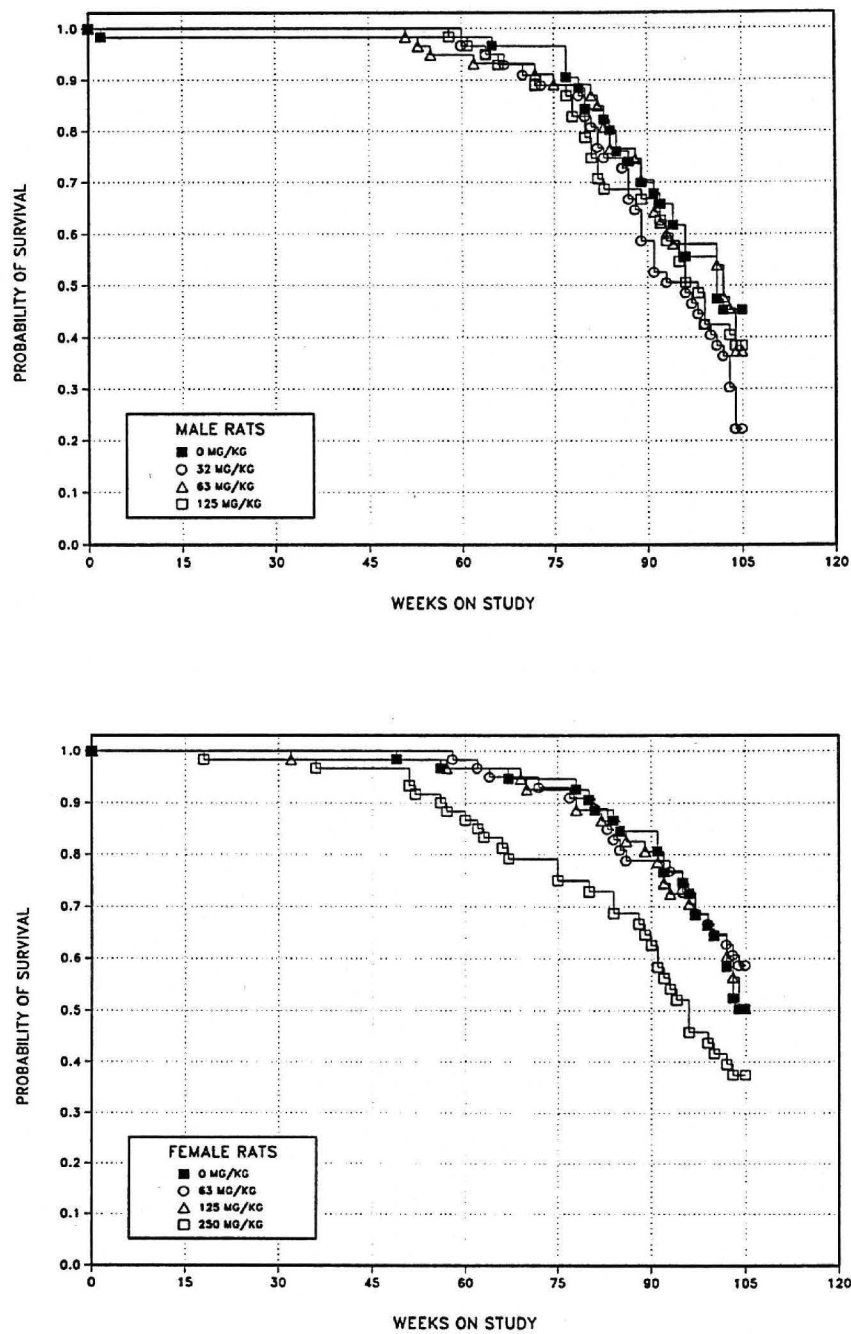 1.0
0.9
0.8
0.7
0.6
0.5
0.4
0.3
0.2
0.1
0.0
PROBABILITY OF SURVIVAL
MALE RATS
0 MG/KG
32 MG/KG
63 MG/KG
125 MG/KG
0 15 30 45 60 75 90 105 120
WEEKS ON STUDY
1.0
0.9
0.8
0.7
0.6
0.5
0.4
0.3
0.2
0.1
0.0
PROBABILITY OF SURVIVAL
FEMALE RATS
0 MG/KG
63 MG/KG
125 MG/KG
250 MG/KG
0 15 30 45 60 75 90 105 120
WEEKS ON STUDY